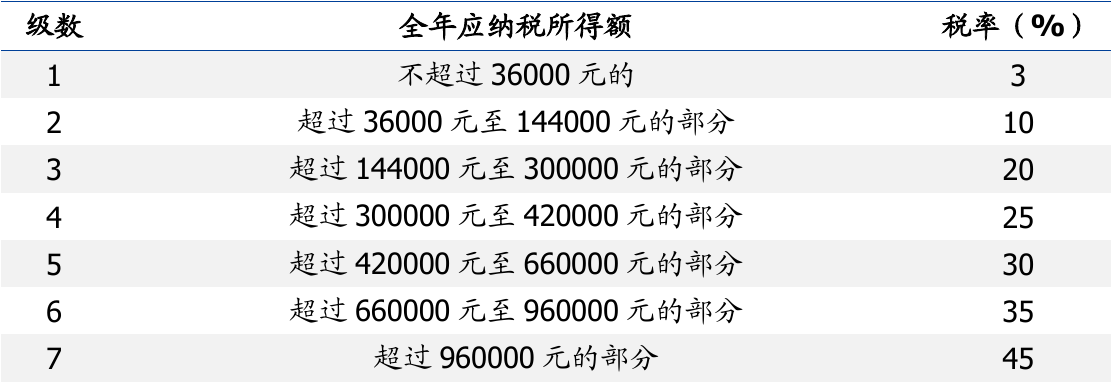 级数 全年应纳税所得额 税率（%）
1 不超过 36000 元的 3
2 超过 36000 元至 144000 元的部分 10
3 超过 144000 元至 300000 元的部分 20
4 超过 300000 元至 420000 元的部分 25
5 超过 420000 元至 660000 元的部分 30
6 超过 660000 元至 960000 元的部分 35
7 超过 960000 元的部分 45